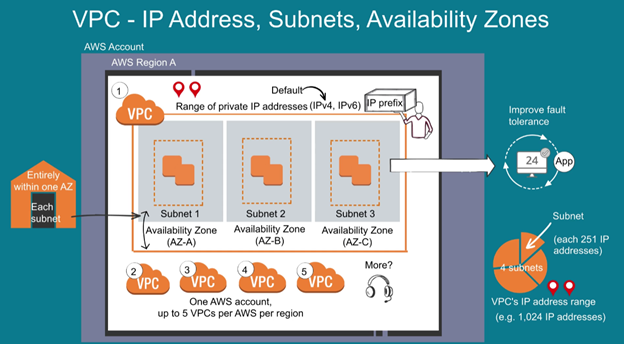 VPC - IP Address, Subnets, Availability Zones
AWS Account
AWS Region A
1
VPC
Default
Range of private IP addresses (IPv4, IPv6)
IP prefix
Subnet 1
Subnet 2
Subnet 3
Availability Zone
(AZ-A)
Availability Zone
(AZ-B)
Availability Zone
(AZ-C)
Entirely
within one AZ
Each
subnet
2
VPC
3
VPC
4
VPC
5
VPC
More?
One AWS account,
up to 5 VPCs per AWS per region
Improve fault
tolerance
24
App
Subnet
(each 251 IP
addresses)
4 subnets
VPC's IP address range
(e.g. 1,024 IP addresses)